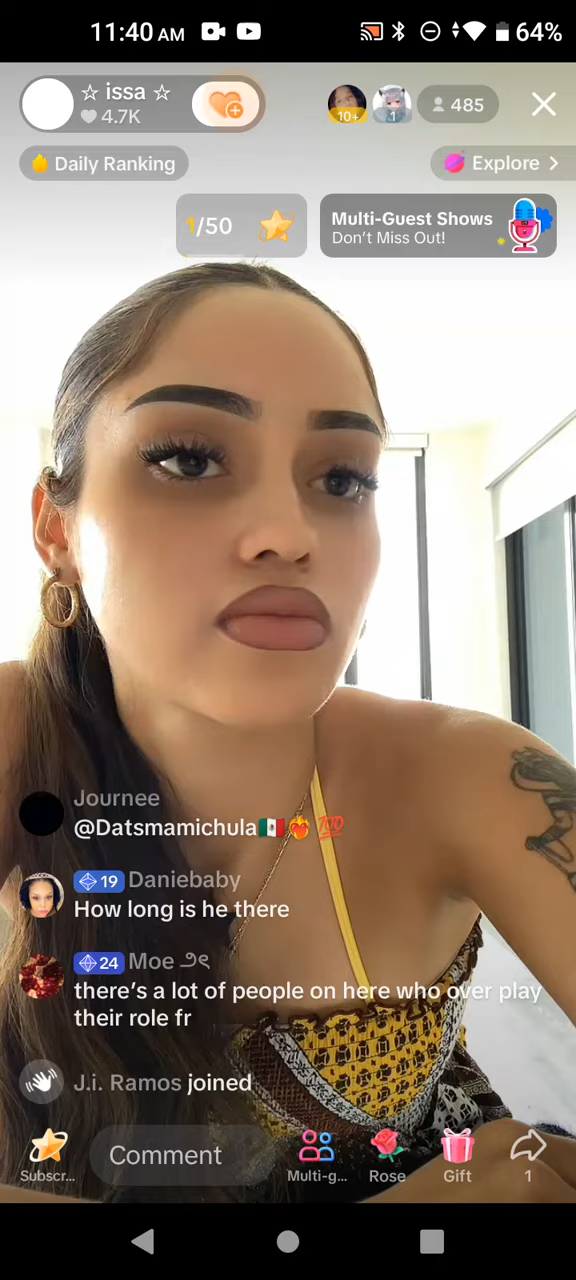 11:40 AM
64%
☆ issa ☆
4.7K
10+
1
485
Daily Ranking
Explore >
1/50
Multi-Guest Shows
Don't Miss Out!
Journee
@Datsmamichula🇲🇽❤️‍🔥💯
19 Daniebaby
How long is he there
24 Moe ౨ৎ
there's a lot of people on here who over play
their role fr
J.i. Ramos joined
Comment
Subscr...
Multi-g...
Rose
Gift
1